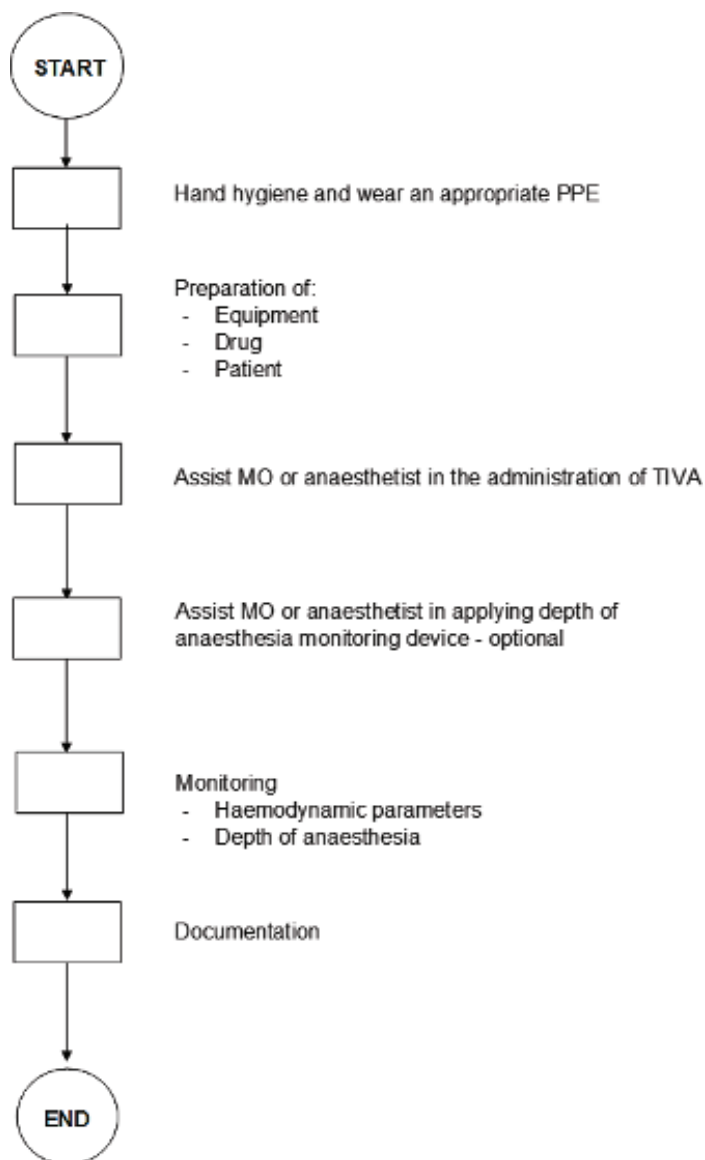 START
Hand hygiene and wear an appropriate PPE
Preparation of:
- Equipment
- Drug
- Patient
Assist MO or anaesthetist in the administration of TIVA
Assist MO or anaesthetist in applying depth of
anaesthesia monitoring device - optional
Monitoring
- Haemodynamic parameters
- Depth of anaesthesia
Documentation
END